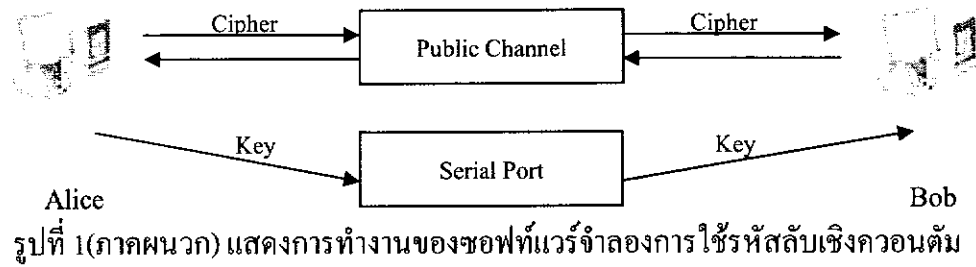 Cipher Cipher
Public Channel
Key Key
Serial Port
Alice Bob
รูปที่ 1(ภาคผนวก) แสดงการทำงานของซอฟท์แวร์จำลองการใช้รหัสลับเชิงควอนตัม